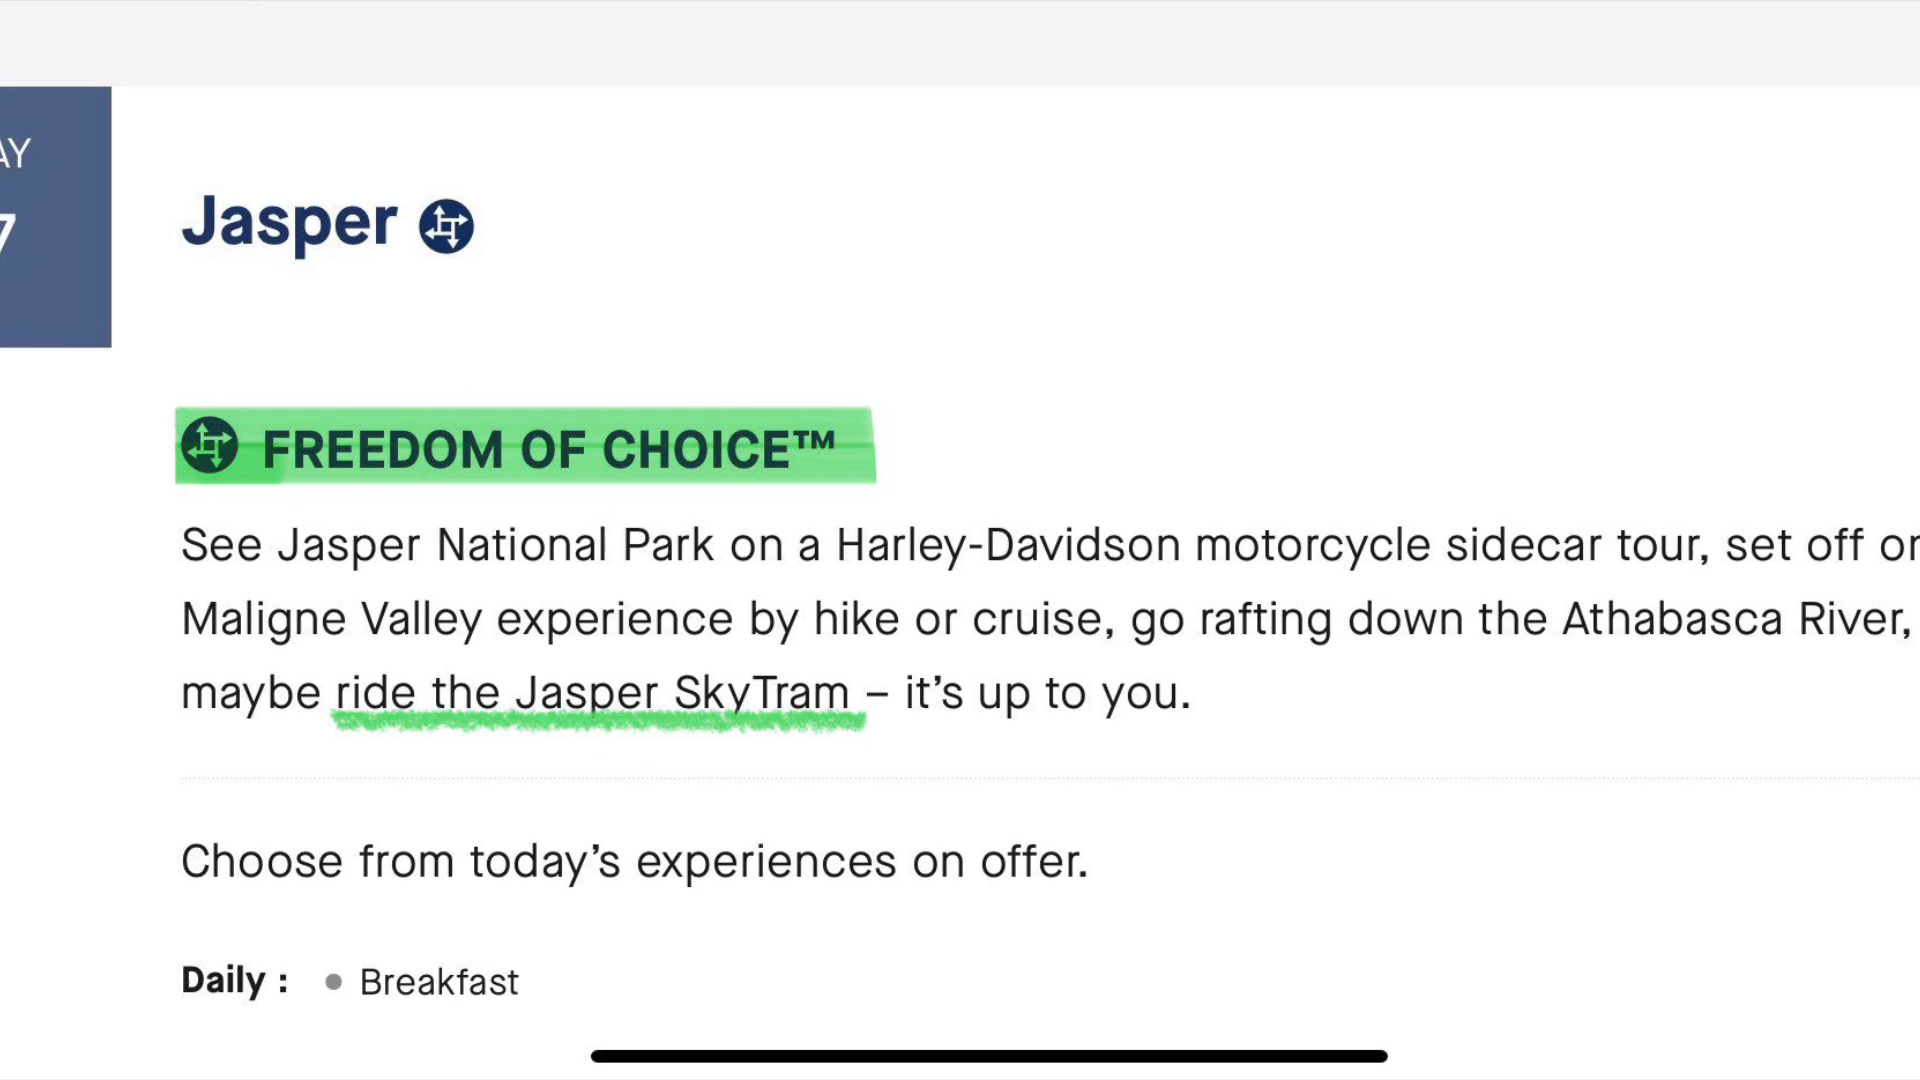 AY
7
Jasper
FREEDOM OF CHOICE™
See Jasper National Park on a Harley-Davidson motorcycle sidecar tour, set off
Maligne Valley experience by hike or cruise, go rafting down the Athabasca River,
maybe ride the Jasper SkyTram – it’s up to you.
Choose from today’s experiences on offer.
Daily : • Breakfast